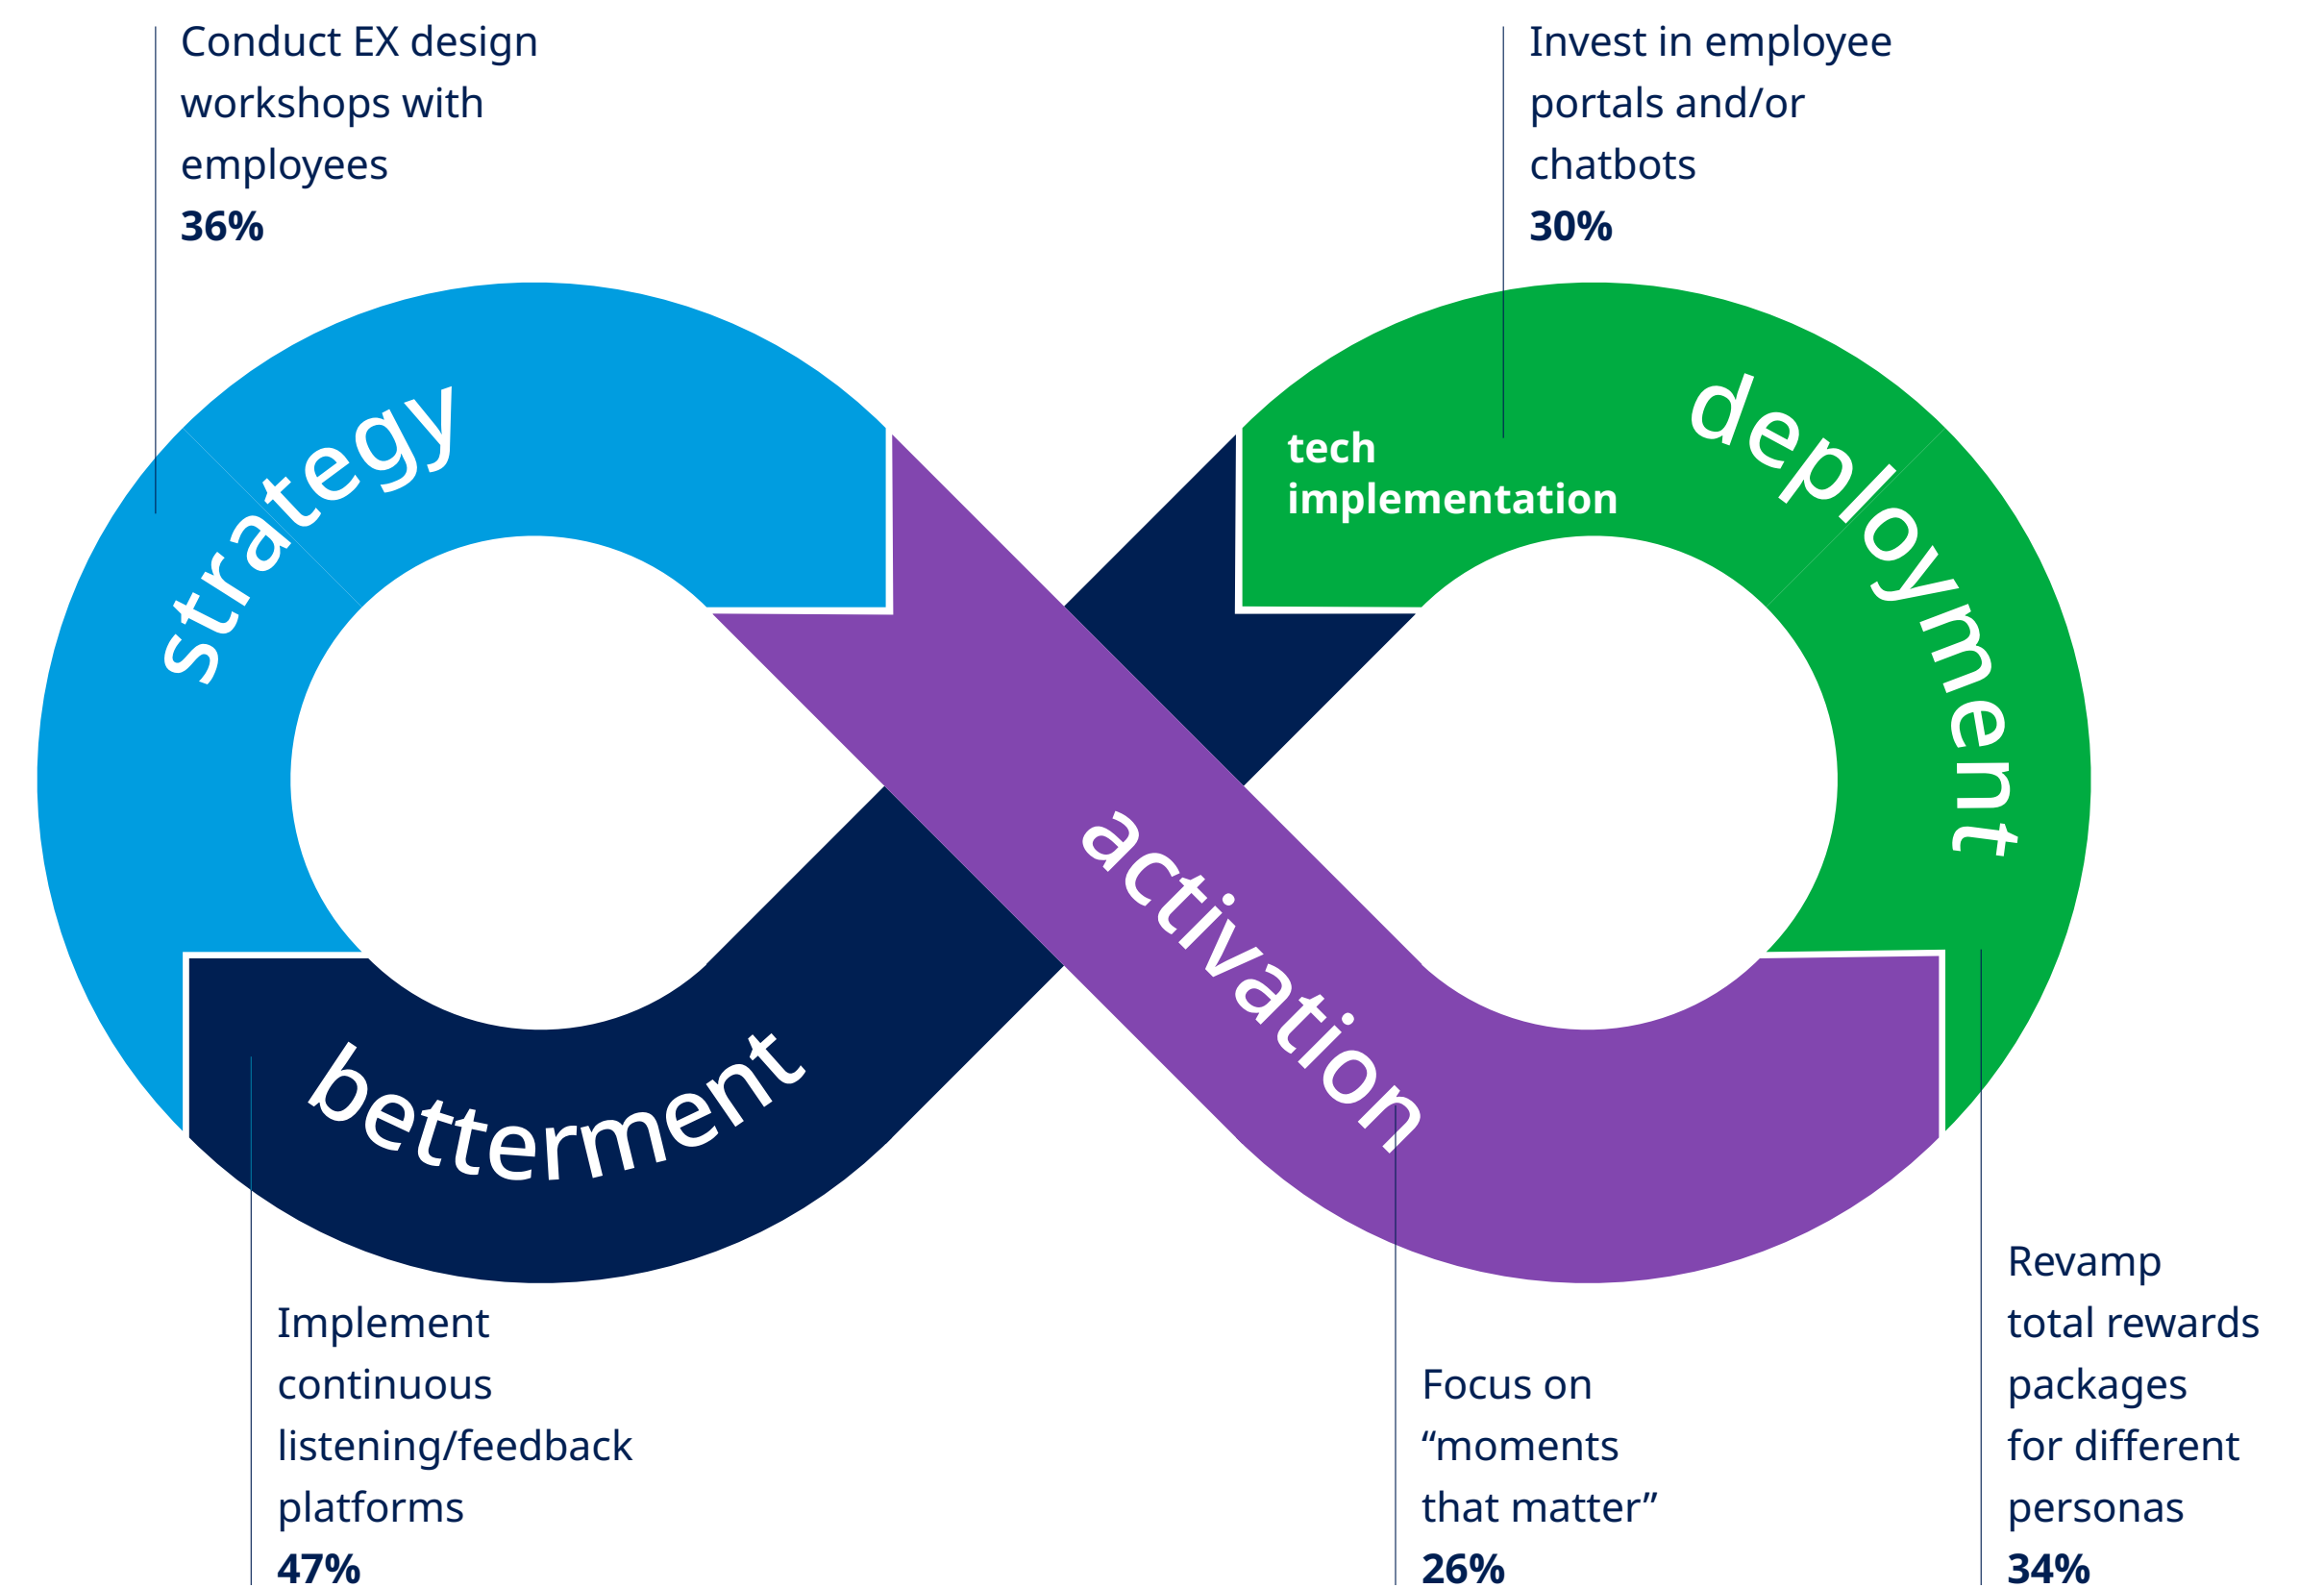 Conduct EX design
workshops with
employees
36%
Invest in employee
portals and/or
chatbots
30%
strategy
tech
implementation
deployment
activation
betterment
Implement
continuous
listening/feedback
platforms
47%
Focus on
“moments
that matter”
26%
Revamp
total rewards
packages
for different
personas
34%